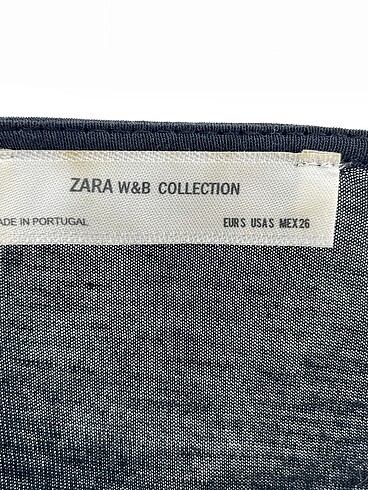 ZARA W&B COLLECTION
ADE IN PORTUGAL
EUR S USA S MEX 26